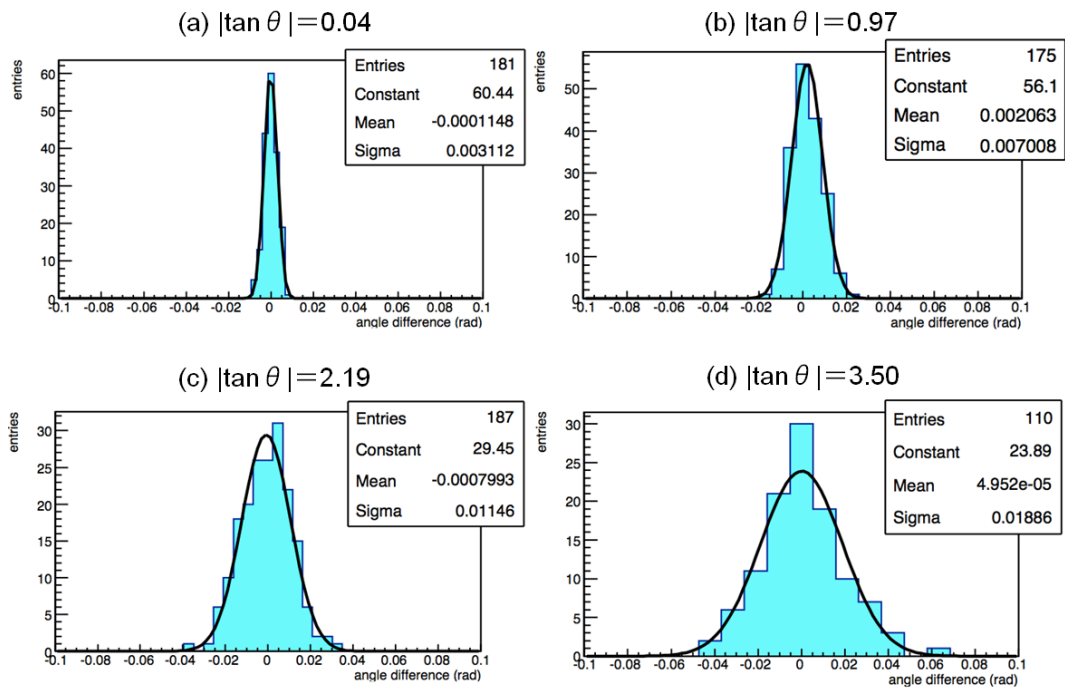 (a) |tan θ|=0.04
entries
60
50
40
30
20
10
0
-0.1 -0.08 -0.06 -0.04 -0.02 0 0.02 0.04 0.06 0.08 0.1
angle difference (rad)
Entries 181
Constant 60.44
Mean -0.0001148
Sigma 0.003112
(b) |tan θ|=0.97
entries
50
40
30
20
10
0
-0.1 -0.08 -0.06 -0.04 -0.02 0 0.02 0.04 0.06 0.08 0.1
angle difference (rad)
Entries 175
Constant 56.1
Mean 0.002063
Sigma 0.007008
(c) |tan θ|=2.19
entries
30
25
20
15
10
5
0
-0.1 -0.08 -0.06 -0.04 -0.02 0 0.02 0.04 0.06 0.08 0.1
angle difference (rad)
Entries 187
Constant 29.45
Mean -0.0007993
Sigma 0.01146
(d) |tan θ|=3.50
entries
30
25
20
15
10
5
0
-0.1 -0.08 -0.06 -0.04 -0.02 0 0.02 0.04 0.06 0.08 0.1
angle difference (rad)
Entries 110
Constant 23.89
Mean 4.952e-05
Sigma 0.01886